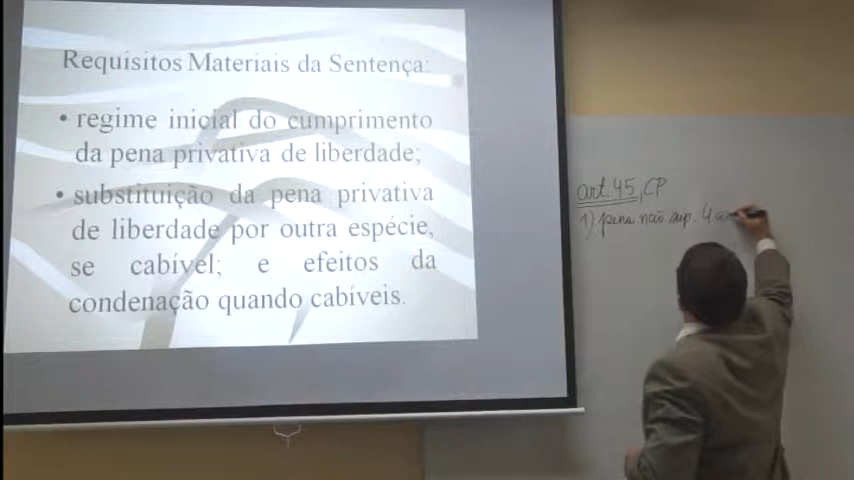 Requisitos Materiais da Sentença:
• regime inicial do cumprimento
da pena privativa de liberdade;
• substituição da pena privativa
de liberdade por outra espécie,
se cabível; e efeitos da
condenação quando cabíveis.
art. 45, CP
1) pena não sup. 4